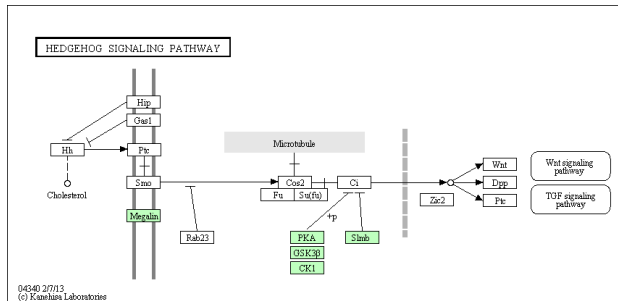 HEDGEHOG SIGNALING PATHWAY
Hip
Gas1
Hh
Ptc
Microtubule
Wnt
Wnt signaling
pathway
Cholesterol
Smo
Cos2
Ci
Dpp
Fu
Su(fu)
Zic2
Ptc
TGF signaling
pathway
Megalin
+p
Rab23
PKA
Slmb
GSK3β
CK1
04340 2/7/13
(c) Kanehisa Laboratories